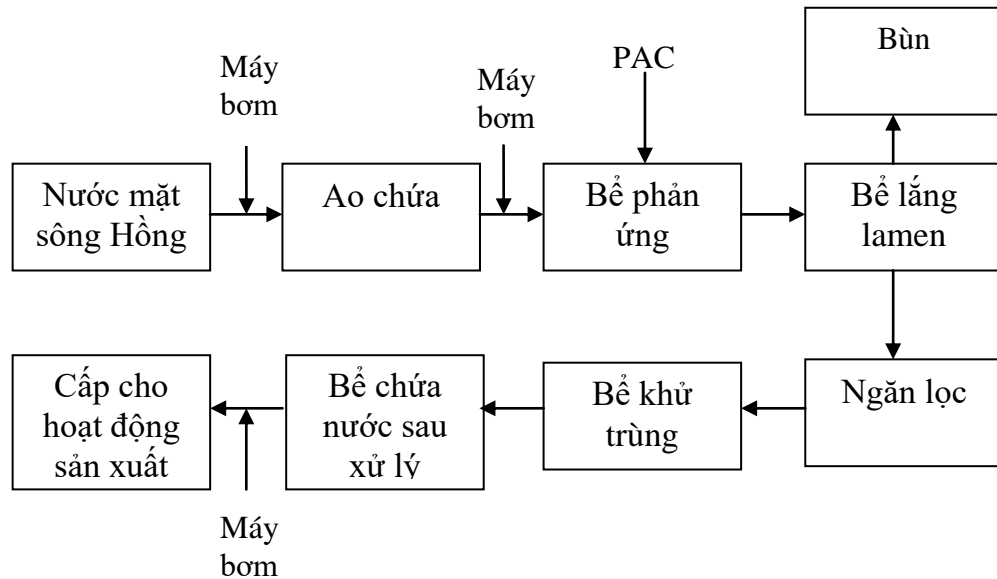 Máy
bơm
Máy
bơm
PAC
Bùn
Nước mặt
sông Hồng
Ao chứa
Bể phản
ứng
Bể lắng
lamen
Cấp cho
hoạt động
sản xuất
Bể chứa
nước sau
xử lý
Bể khử
trùng
Ngăn lọc
Máy
bơm